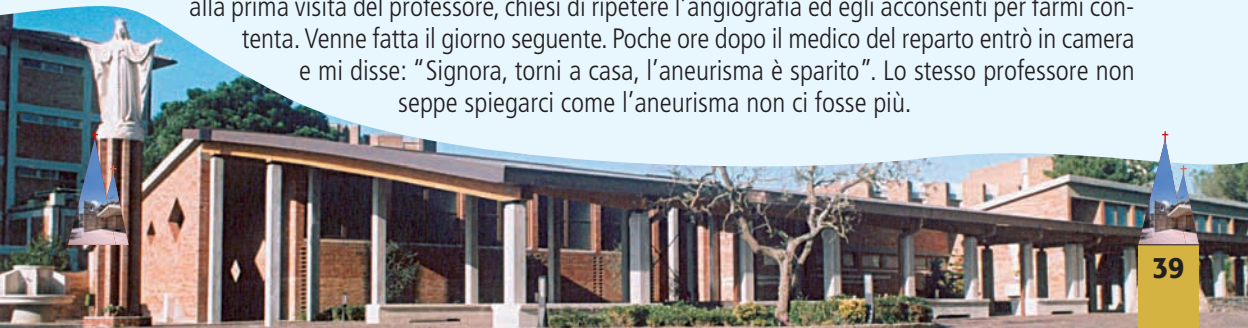 alla prima visita del professore, chiesi di ripetere l'angiografia ed egli acconsentì per farmi con-
tenta. Venne fatta il giorno seguente. Poche ore dopo il medico del reparto entrò in camera
e mi disse: "Signora, torni a casa, l'aneurisma è sparito". Lo stesso professore non
seppe spiegarci come l'aneurisma non ci fosse più.
39